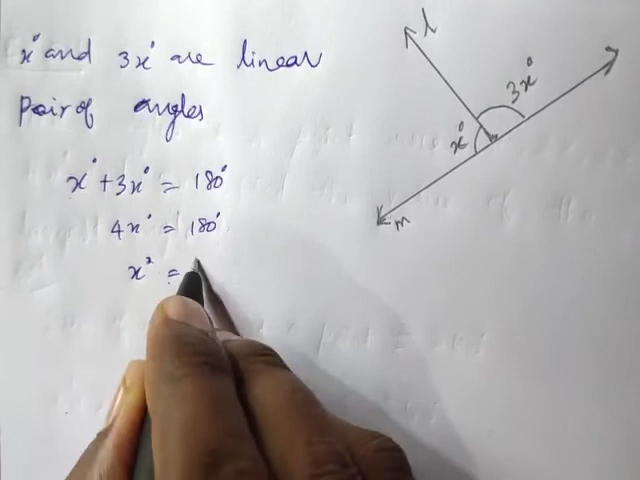 x° and 3x° are linear
pair of angles
x° + 3x° = 180°
4x° = 180°
x° =
l
3x°
x°
m